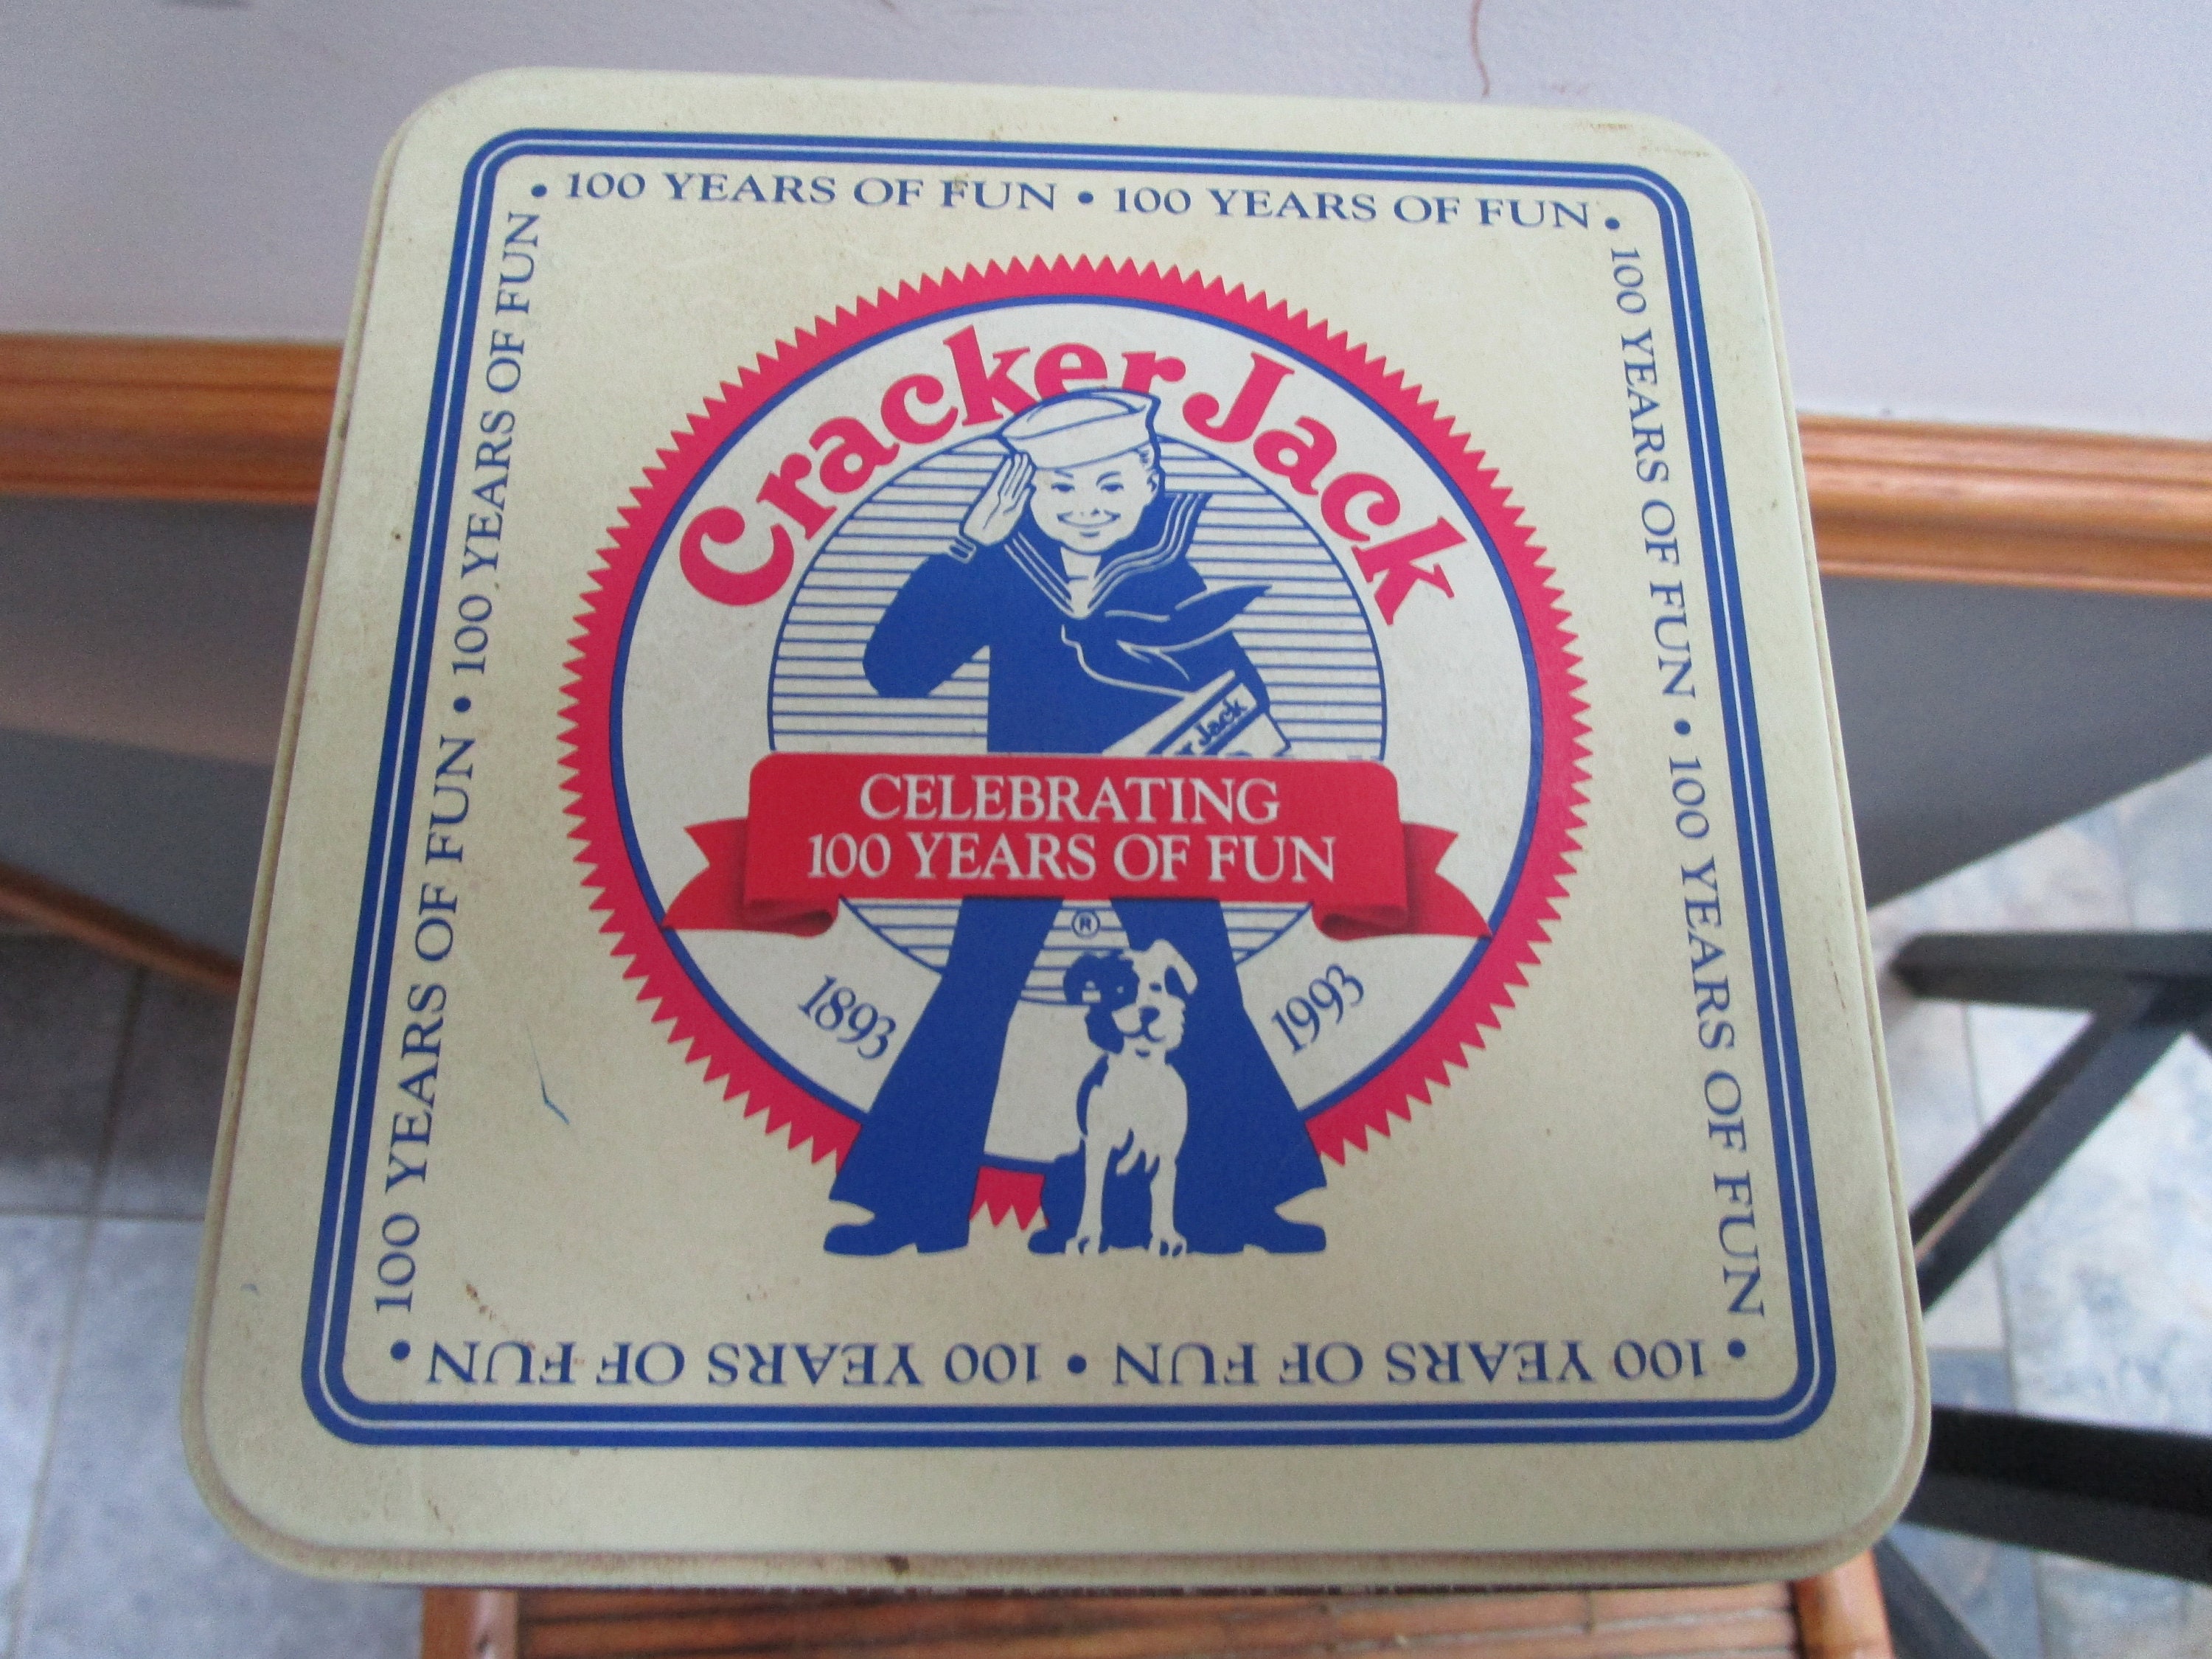 • 100 YEARS OF FUN • 100 YEARS OF FUN •
100 YEARS OF FUN • 100 YEARS OF FUN
• 100 YEARS OF FUN • 100 YEARS OF FUN •
100 YEARS OF FUN • 100 YEARS OF FUN
Cracker Jack
r Jack
CELEBRATING
100 YEARS OF FUN
®
1893
1993